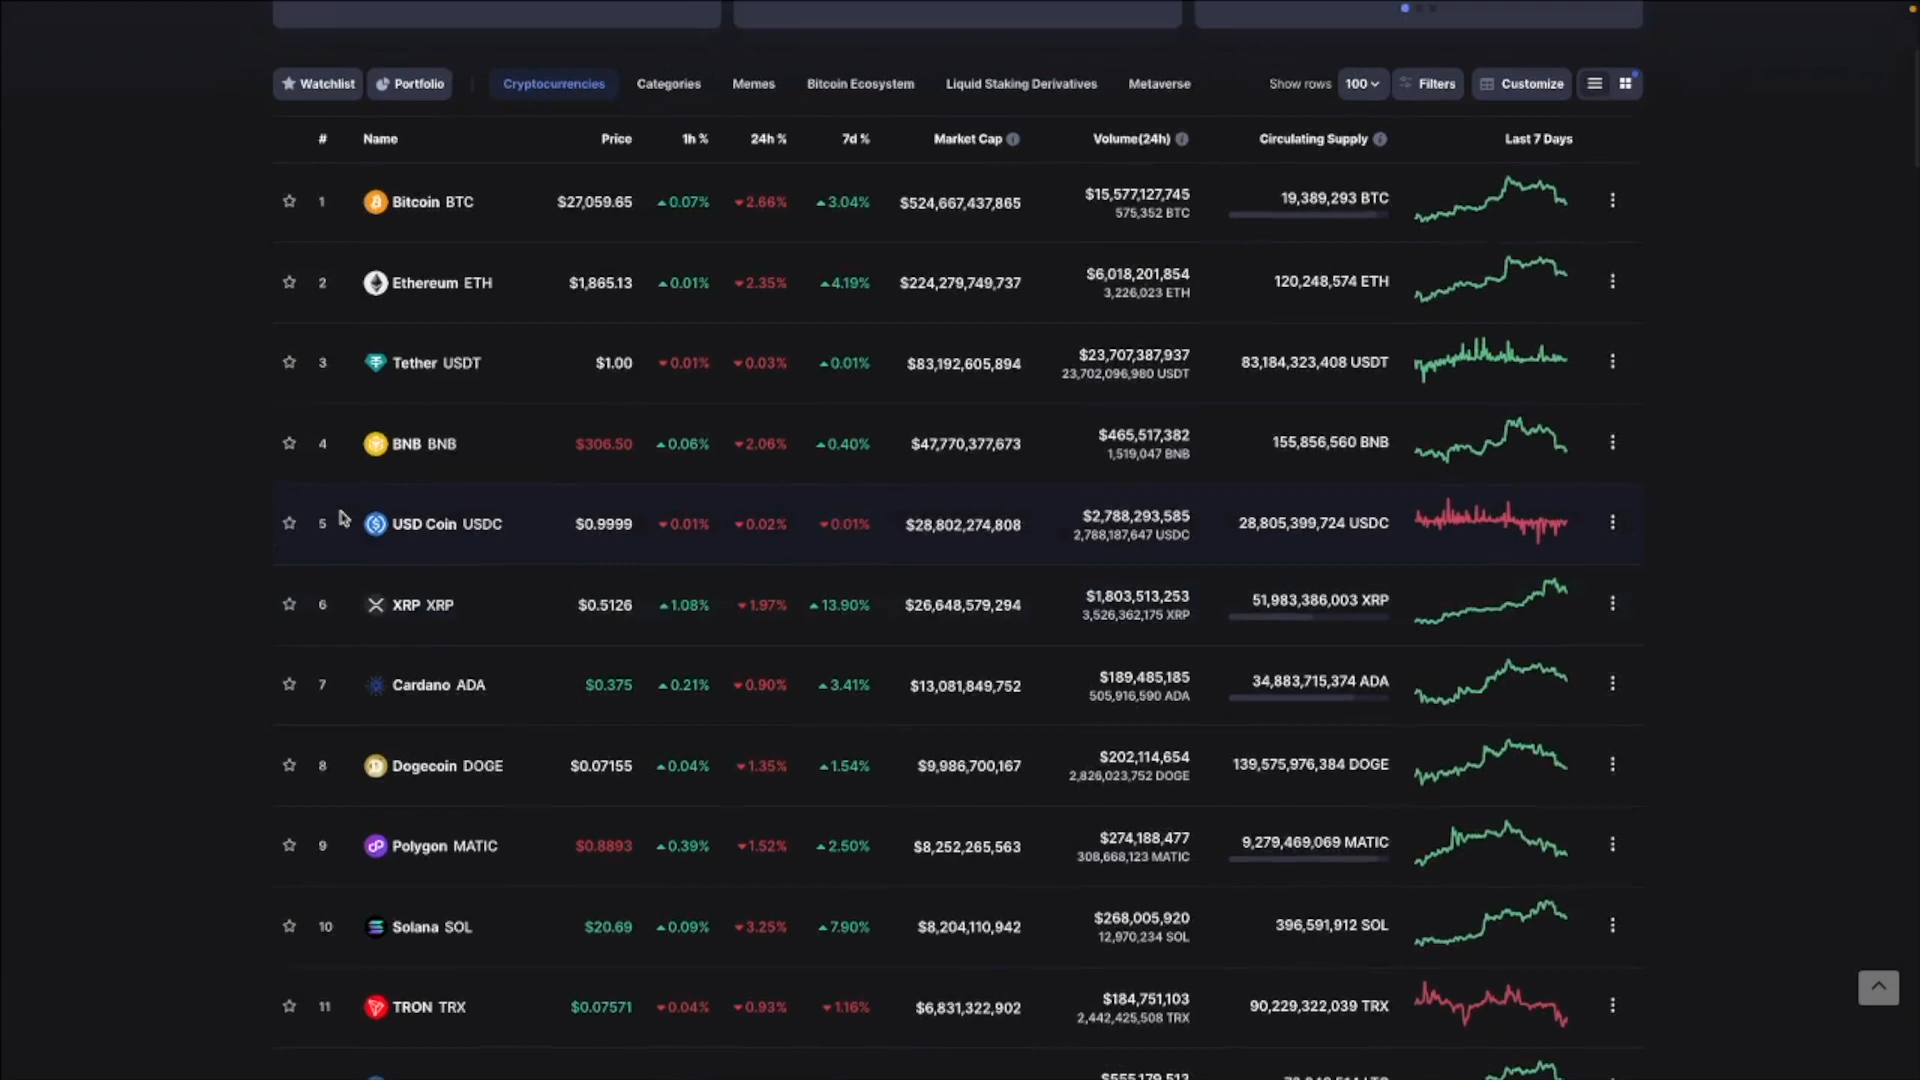 Watchlist Portfolio Cryptocurrencies Categories Memes Bitcoin Ecosystem Liquid Staking Derivatives Metaverse Show rows 100 Filters Customize
# Name Price 1h % 24h % 7d % Market Cap Volume(24h) Circulating Supply Last 7 Days
1 Bitcoin BTC $27,059.65 0.07% 2.66% 3.04% $524,667,437,865 $15,577,127,745 19,389,293 BTC
575,352 BTC
2 Ethereum ETH $1,865.13 0.01% 2.35% 4.19% $224,279,749,737 $6,018,201,854 120,248,574 ETH
3,226,023 ETH
3 Tether USDT $1.00 0.01% 0.03% 0.01% $83,192,605,894 $23,707,387,937 83,184,323,408 USDT
23,702,096,980 USDT
4 BNB BNB $306.50 0.06% 2.06% 0.40% $47,770,377,673 $465,517,382 155,856,560 BNB
1,519,047 BNB
5 USD Coin USDC $0.9999 0.01% 0.02% 0.01% $28,802,274,808 $2,788,293,585 28,805,399,724 USDC
2,788,187,647 USDC
6 XRP XRP $0.5126 1.08% 1.97% 13.90% $26,648,579,294 $1,803,513,253 51,983,386,003 XRP
3,526,362,175 XRP
7 Cardano ADA $0.375 0.21% 0.90% 3.41% $13,081,849,752 $189,485,185 34,883,715,374 ADA
505,916,590 ADA
8 Dogecoin DOGE $0.07155 0.04% 1.35% 1.54% $9,986,700,167 $202,114,654 139,575,976,384 DOGE
2,826,023,752 DOGE
9 Polygon MATIC $0.8893 0.39% 1.52% 2.50% $8,252,265,563 $274,188,477 9,279,469,069 MATIC
308,668,123 MATIC
10 Solana SOL $20.69 0.09% 3.25% 7.90% $8,204,110,942 $268,005,920 396,591,912 SOL
12,970,234 SOL
11 TRON TRX $0.07571 0.04% 0.93% 1.16% $6,831,322,902 $184,751,103 90,229,322,039 TRX
2,442,425,508 TRX